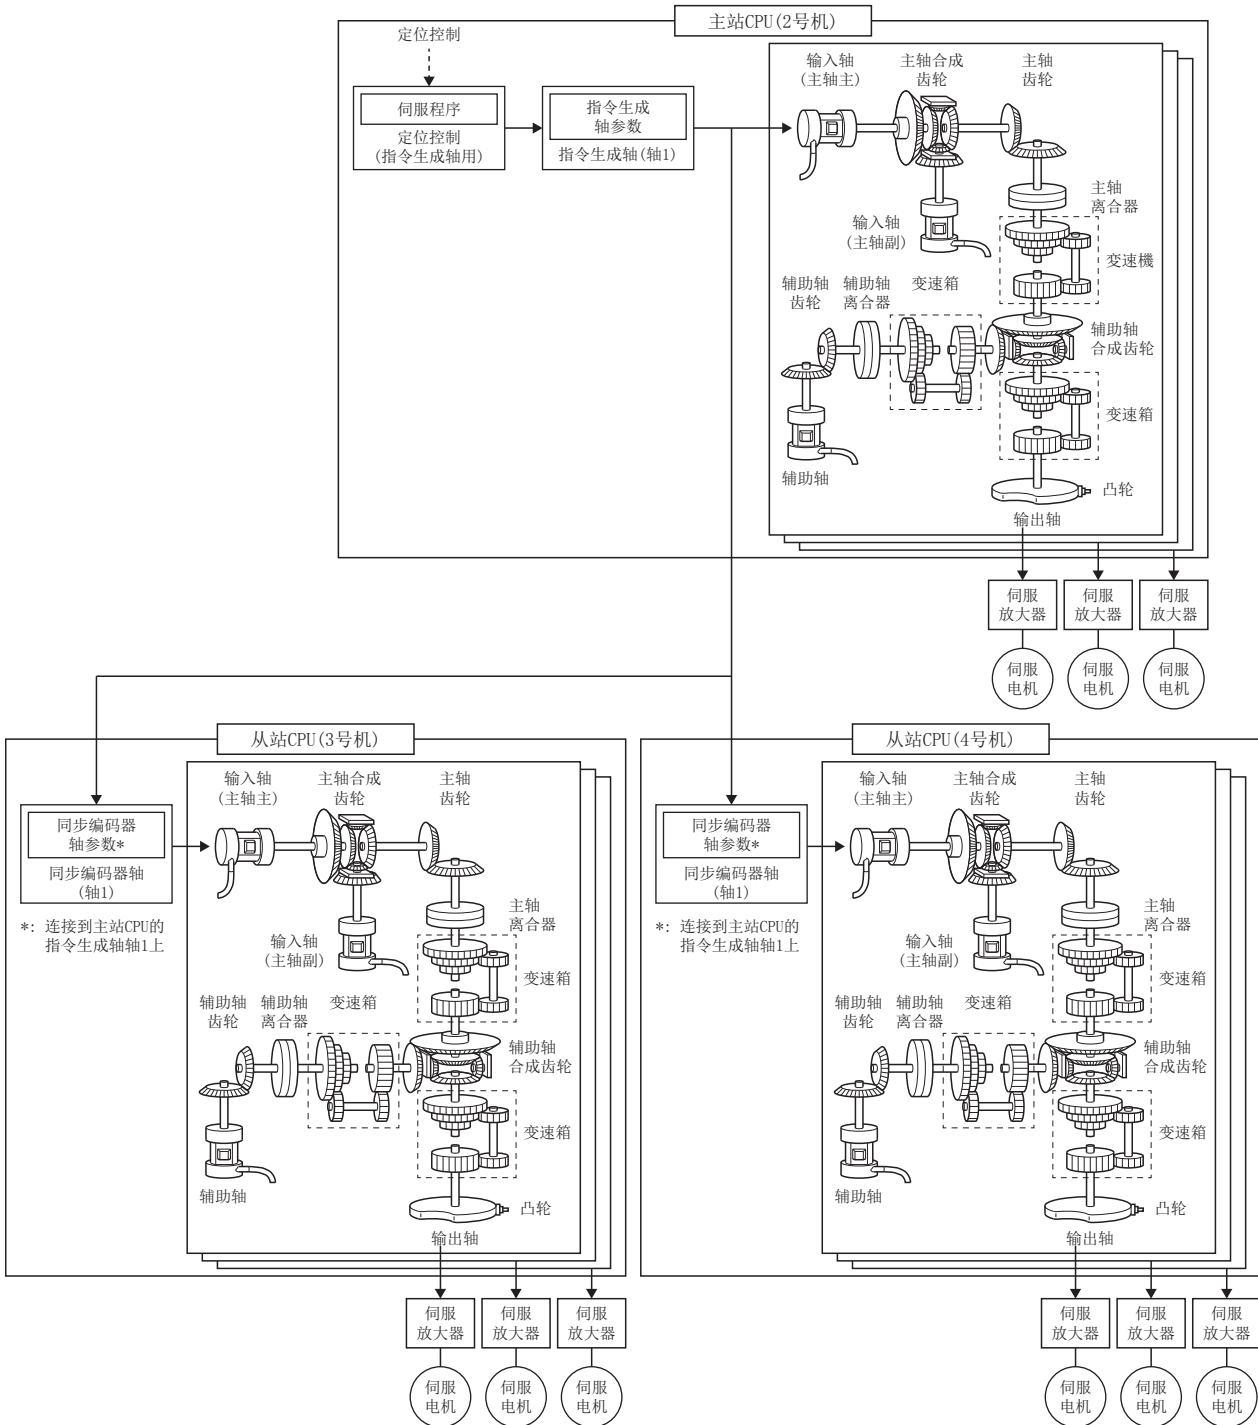 主站CPU(2号机)
定位控制
伺服程序
定位控制
(指令生成轴用)
指令生成
轴参数
指令生成轴(轴1)
输入轴
(主轴主)
主轴合成
齿轮
主轴
齿轮
主轴
离合器
输入轴
(主轴副)
变速機
辅助轴
齿轮
辅助轴
离合器
变速箱
辅助轴
合成齿轮
变速箱
辅助轴
凸轮
输出轴
伺服
放大器
伺服
放大器
伺服
放大器
伺服
电机
伺服
电机
伺服
电机
从站CPU(3号机)
同步编码器
轴参数*
同步编码器轴
(轴1)
*: 连接到主站CPU的
指令生成轴轴1上
输入轴
(主轴主)
主轴合成
齿轮
主轴
齿轮
主轴
离合器
输入轴
(主轴副)
变速箱
辅助轴
齿轮
辅助轴
离合器
变速箱
辅助轴
合成齿轮
变速箱
辅助轴
凸轮
输出轴
伺服
放大器
伺服
放大器
伺服
放大器
伺服
电机
伺服
电机
伺服
电机
从站CPU(4号机)
同步编码器
轴参数*
同步编码器轴
(轴1)
*: 连接到主站CPU的
指令生成轴轴1上
输入轴
(主轴主)
主轴合成
齿轮
主轴
齿轮
主轴
离合器
输入轴
(主轴副)
变速箱
辅助轴
齿轮
辅助轴
离合器
变速箱
辅助轴
合成齿轮
变速箱
辅助轴
凸轮
输出轴
伺服
放大器
伺服
放大器
伺服
放大器
伺服
电机
伺服
电机
伺服
电机